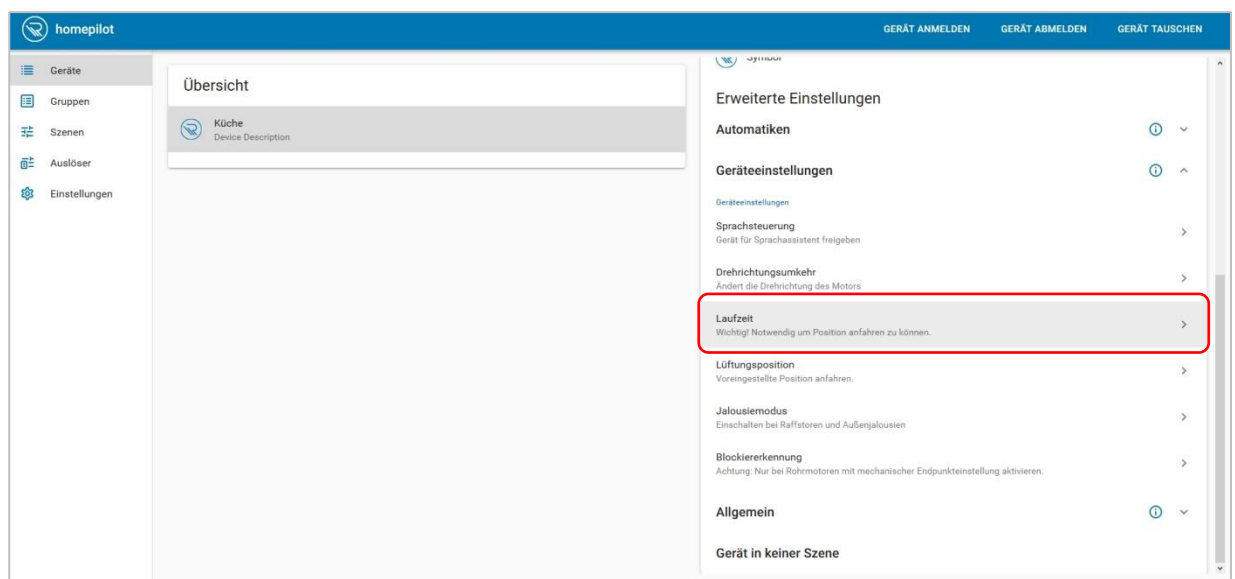 homepilot
GERÄT ANMELDEN
GERÄT ABMELDEN
GERÄT TAUSCHEN
Geräte
Gruppen
Szenen
Auslöser
Einstellungen
Übersicht
Küche
Device Description
Symbol
Erweiterte Einstellungen
Automatiken
Geräteeinstellungen
Geräteeinstellungen
Sprachsteuerung
Gerät für Sprachassistent freigeben
Drehrichtungsumkehr
Ändert die Drehrichtung des Motors
Laufzeit
Wichtig! Notwendig um Position anfahren zu können.
Lüftungsposition
Voreingestellte Position anfahren.
Jalousiemodus
Einschalten bei Raffstoren und Außenjalousien
Blockiererkennung
Achtung: Nur bei Rohrmotoren mit mechanischer Endpunkteinstellung aktivieren.
Allgemein
Gerät in keiner Szene